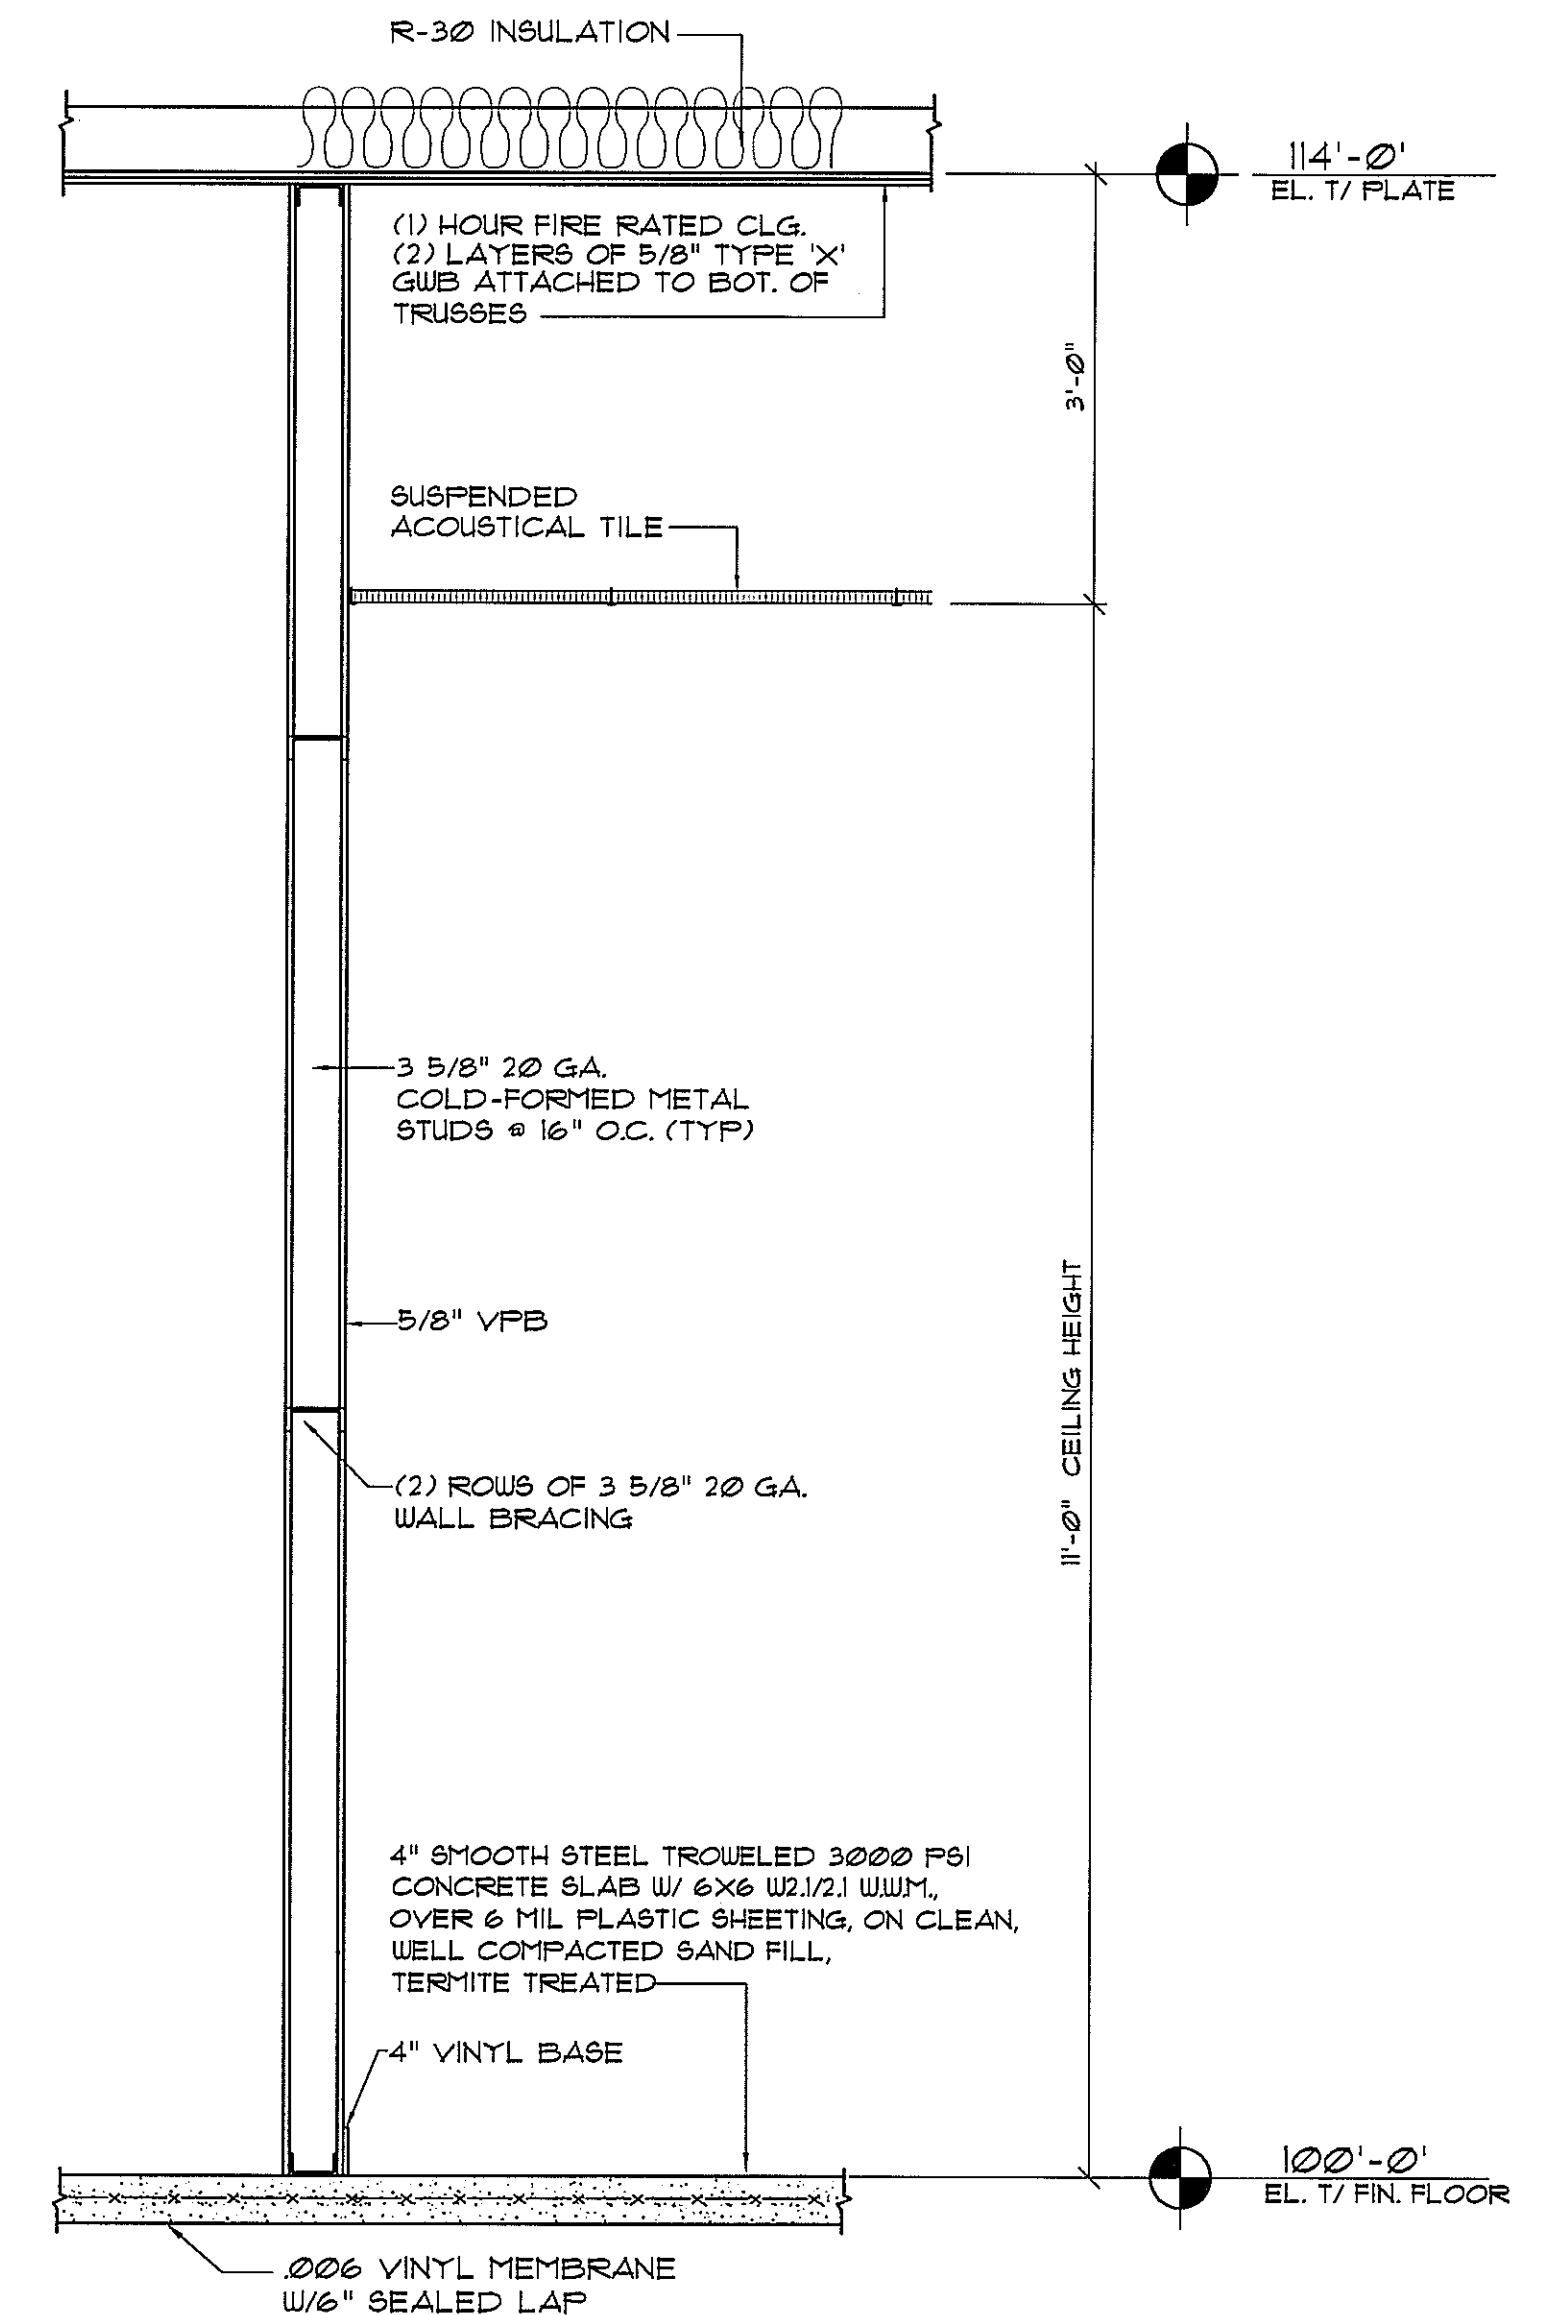 R-30 INSULATION
114'-0'
EL. T/ PLATE
(1) HOUR FIRE RATED CLG.
(2) LAYERS OF 5/8" TYPE 'X'
GWB ATTACHED TO BOT. OF
TRUSSES
3'-0"
SUSPENDED
ACOUSTICAL TILE
3 5/8" 20 GA.
COLD-FORMED METAL
STUDS @ 16" O.C. (TYP)
5/8" VPB
11'-0" CEILING HEIGHT
(2) ROWS OF 3 5/8" 20 GA.
WALL BRACING
4" SMOOTH STEEL TROWELED 3000 PSI
CONCRETE SLAB W/ 6X6 W2.1/2.1 W.W.M.,
OVER 6 MIL PLASTIC SHEETING, ON CLEAN,
WELL COMPACTED SAND FILL,
TERMITE TREATED
4" VINYL BASE
100'-0'
EL. T/ FIN. FLOOR
.006 VINYL MEMBRANE
W/6" SEALED LAP